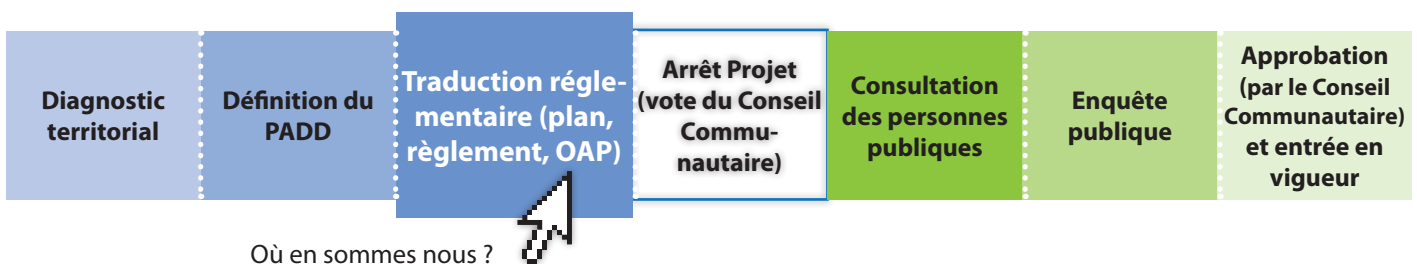 Diagnostic
territorial
Définition du
PADD
Traduction régle-
mentaire (plan,
règlement, OAP)
Arrêt Projet
(vote du Conseil
Commu-
nautaire)
Consultation
des personnes
publiques
Enquête
publique
Approbation
(par le Conseil
Communautaire)
et entrée en
vigueur
Où en sommes nous ?